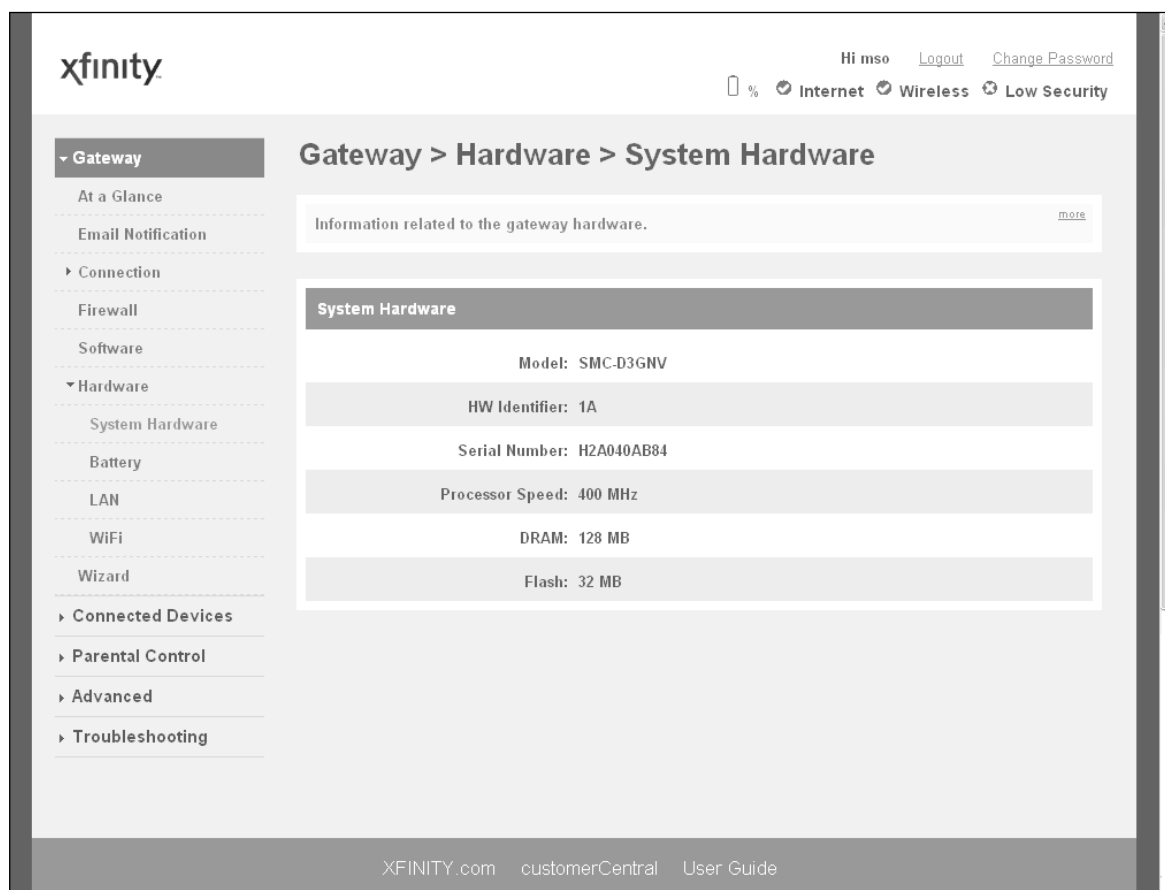 xfinity
Hi mso Logout Change Password
% Internet Wireless Low Security
Gateway
At a Glance
Email Notification
Connection
Firewall
Software
Hardware
System Hardware
Battery
LAN
WiFi
Wizard
Connected Devices
Parental Control
Advanced
Troubleshooting
Gateway > Hardware > System Hardware
Information related to the gateway hardware. more
System Hardware
Model: SMC-D3GNV
HW Identifier: 1A
Serial Number: H2A040AB84
Processor Speed: 400 MHz
DRAM: 128 MB
Flash: 32 MB
XFINITY.com customerCentral User Guide